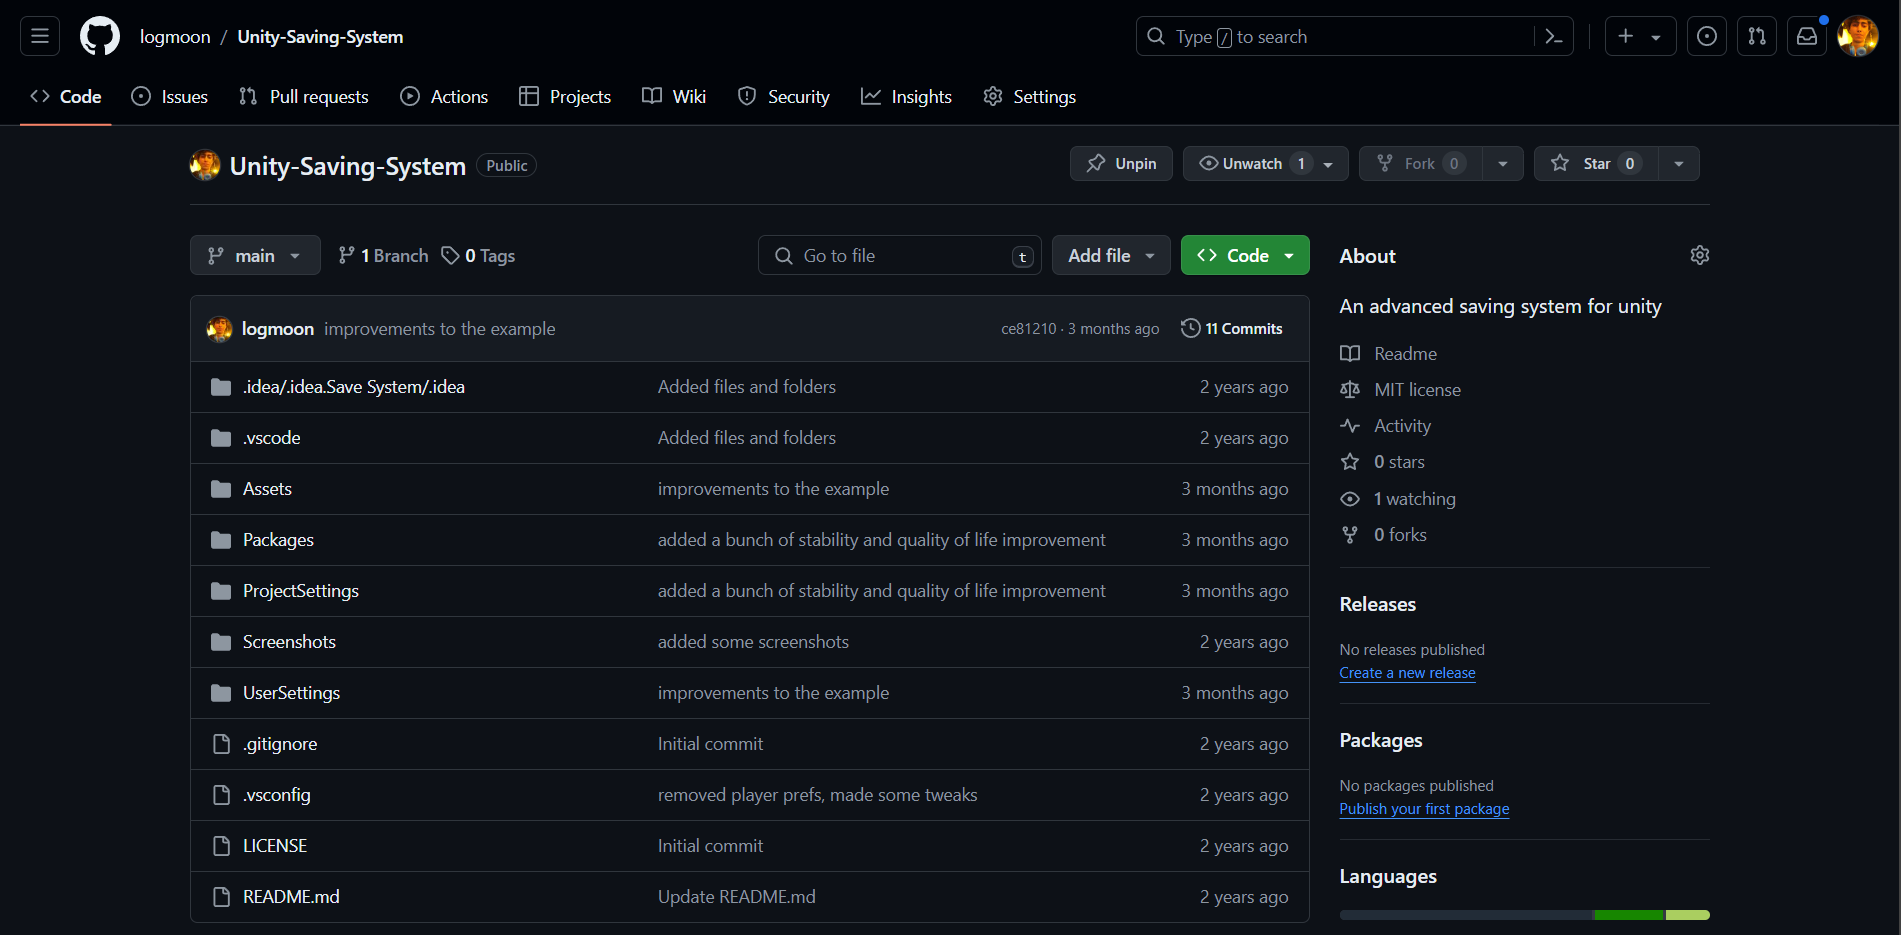 logmoon / Unity-Saving-System
Type / to search
Code Issues Pull requests Actions Projects Wiki Security Insights Settings
Unity-Saving-System Public
Unpin Unwatch 1 Fork 0 Star 0
main 1 Branch 0 Tags
Go to file t Add file Code
logmoon improvements to the example ce81210 · 3 months ago 11 Commits
.idea/.idea.Save System/.idea Added files and folders 2 years ago
.vscode Added files and folders 2 years ago
Assets improvements to the example 3 months ago
Packages added a bunch of stability and quality of life improvement 3 months ago
ProjectSettings added a bunch of stability and quality of life improvement 3 months ago
Screenshots added some screenshots 2 years ago
UserSettings improvements to the example 3 months ago
.gitignore Initial commit 2 years ago
.vsconfig removed player prefs, made some tweaks 2 years ago
LICENSE Initial commit 2 years ago
README.md Update README.md 2 years ago
About
An advanced saving system for unity
Readme
MIT license
Activity
0 stars
1 watching
0 forks
Releases
No releases published
Create a new release
Packages
No packages published
Publish your first package
Languages